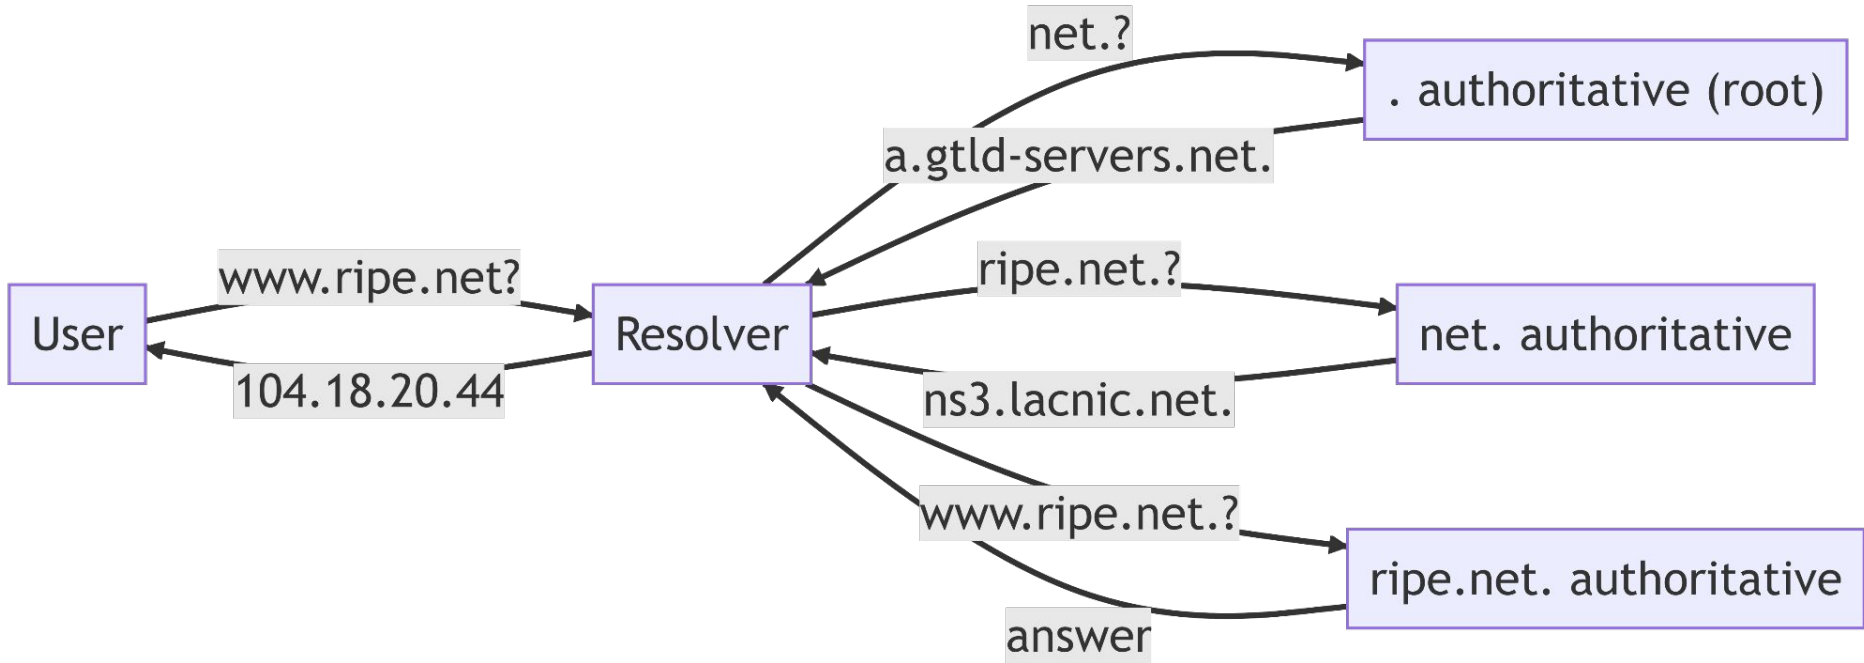 net.?
. authoritative (root)
a.gtld-servers.net.
www.ripe.net?
ripe.net.?
User
Resolver
net. authoritative
104.18.20.44
ns3.lacnic.net.
www.ripe.net.?
ripe.net. authoritative
answer